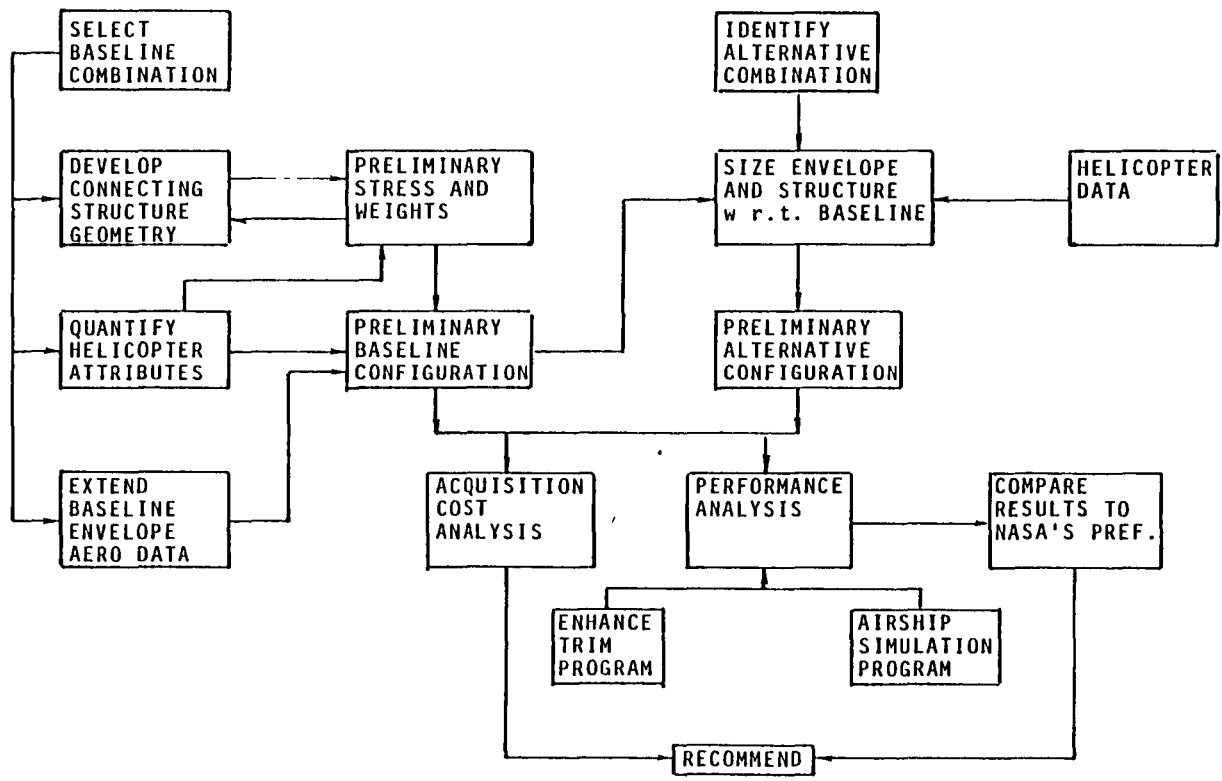 SELECT
BASELINE
COMBINATION
IDENTIFY
ALTERNATIVE
COMBINATION
DEVELOP
CONNECTING
STRUCTURE
GEOMETRY
PRELIMINARY
STRESS AND
WEIGHTS
SIZE ENVELOPE
AND STRUCTURE
w r.t. BASELINE
HELICOPTER
DATA
QUANTIFY
HELICOPTER
ATTRIBUTES
PRELIMINARY
BASELINE
CONFIGURATION
PRELIMINARY
ALTERNATIVE
CONFIGURATION
EXTEND
BASELINE
ENVELOPE
AERO DATA
ACQUISITION
COST
ANALYSIS
PERFORMANCE
ANALYSIS
COMPARE
RESULTS TO
NASA'S PREF.
ENHANCE
TRIM
PROGRAM
AIRSHIP
SIMULATION
PROGRAM
RECOMMEND